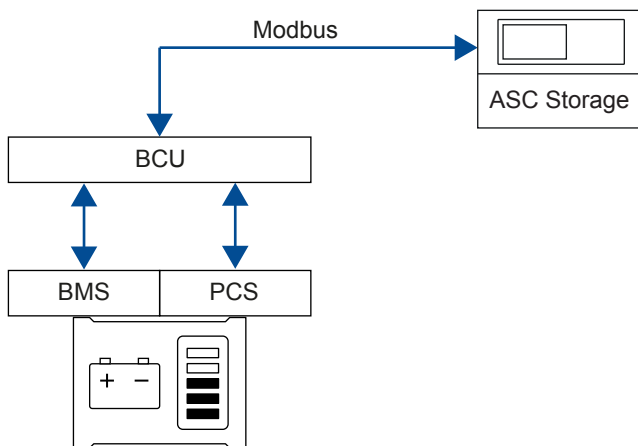 Modbus
ASC Storage
BCU
BMS
PCS
+ −